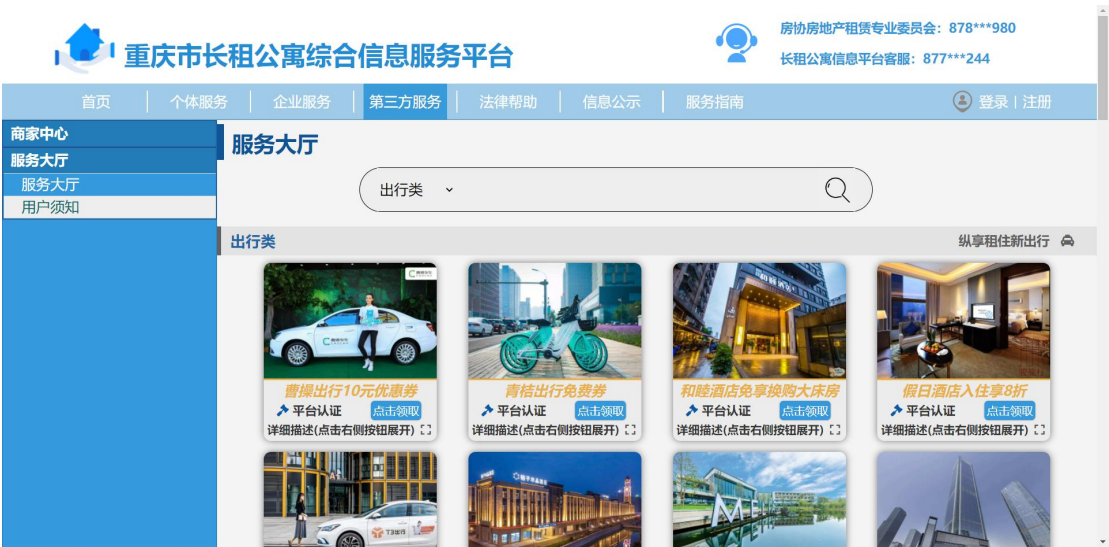 重庆市长租公寓综合信息服务平台
房协房地产租赁专业委员会：878***980
长租公寓信息平台客服：877***244
首页 个体服务 企业服务 第三方服务 法律帮助 信息公示 服务指南 登录 | 注册
商家中心
服务大厅
服务大厅
用户须知
服务大厅
出行类
出行类 纵享租住新出行
曹操出行10元优惠券 青桔出行免费券 和睦酒店免享换购大床房 假日酒店入住享8折
平台认证 点击领取 平台认证 点击领取 平台认证 点击领取 平台认证 点击领取
详细描述(点击右侧按钮展开) 详细描述(点击右侧按钮展开) 详细描述(点击右侧按钮展开) 详细描述(点击右侧按钮展开)
T3出行